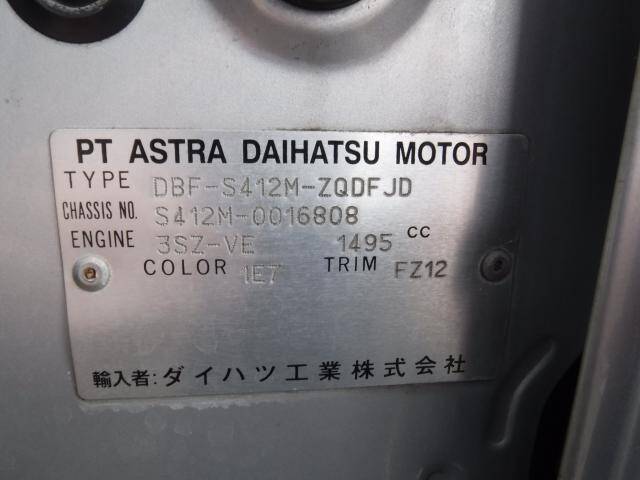 PT ASTRA DAIHATSU MOTOR
TYPE DBF-S412M-ZQDFJD
CHASSIS NO. S412M-0016808
ENGINE 3SZ-VE 1495 cc
COLOR 1E7 TRIM FZ12
輸入者: ダイハツ工業株式会社